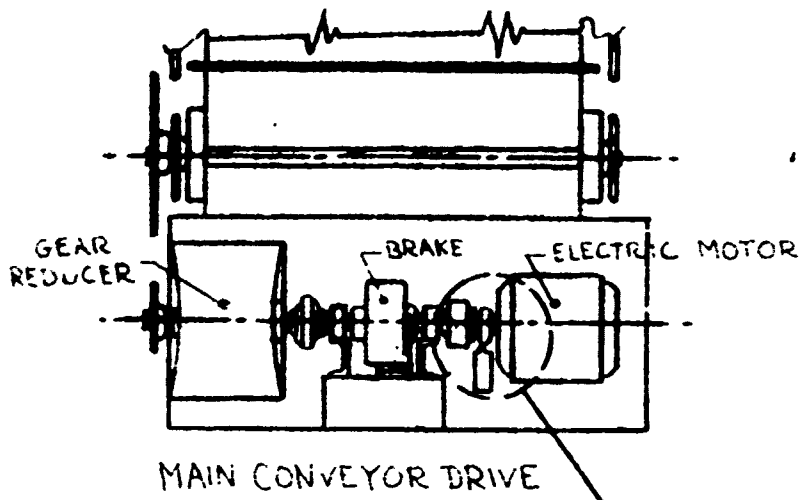 GEAR
REDUCER
BRAKE
ELECTRIC MOTOR
MAIN CONVEYOR DRIVE